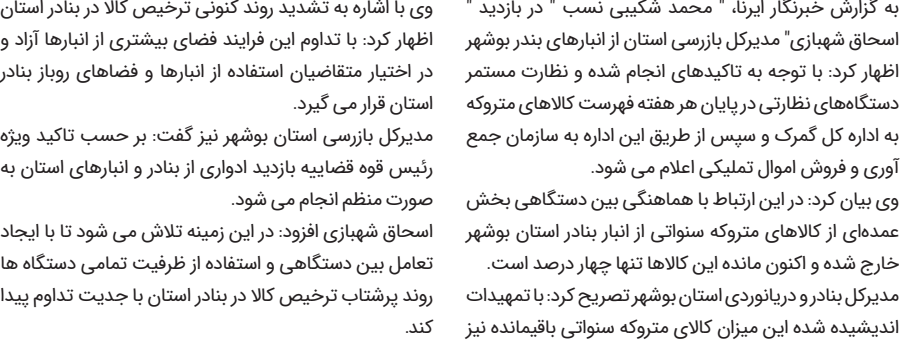 به گزارش خبرنگار ایرنا، " محمد شکیبی نسب " در بازدید "
اسحاق شهبازی" مدیرکل بازرسی استان از انبارهای بندر بوشهر
اظهار کرد: با توجه به تاکیدهای انجام شده و نظارت مستمر
دستگاه‌های نظارتی در پایان هر هفته فهرست کالاهای متروکه
به اداره کل گمرک و سپس از طریق این اداره به سازمان جمع
آوری و فروش اموال تملیکی اعلام می شود.
وی بیان کرد: در این ارتباط با هماهنگی بین دستگاهی بخش
عمده‌ای از کالاهای متروکه سنواتی از انبار بنادر استان بوشهر
خارج شده و اکنون مانده این کالاها تنها چهار درصد است.
مدیرکل بنادر و دریانوردی استان بوشهر تصریح کرد: با تمهیدات
اندیشیده شده این میزان کالای متروکه سنواتی باقیمانده نیز
وی با اشاره به تشدید روند کنونی ترخیص کالا در بنادر استان
اظهار کرد: با تداوم این فرایند فضای بیشتری از انبارها آزاد و
در اختیار متقاضیان استفاده از انبارها و فضاهای روباز بنادر
استان قرار می گیرد.
مدیرکل بازرسی استان بوشهر نیز گفت: بر حسب تاکید ویژه
رئیس قوه قضاییه بازدید ادواری از بنادر و انبارهای استان به
صورت منظم انجام می شود.
اسحاق شهبازی افزود: در این زمینه تلاش می شود تا با ایجاد
تعامل بین دستگاهی و استفاده از ظرفیت تمامی دستگاه ها
روند پرشتاب ترخیص کالا در بنادر استان با جدیت تداوم پیدا
کند.